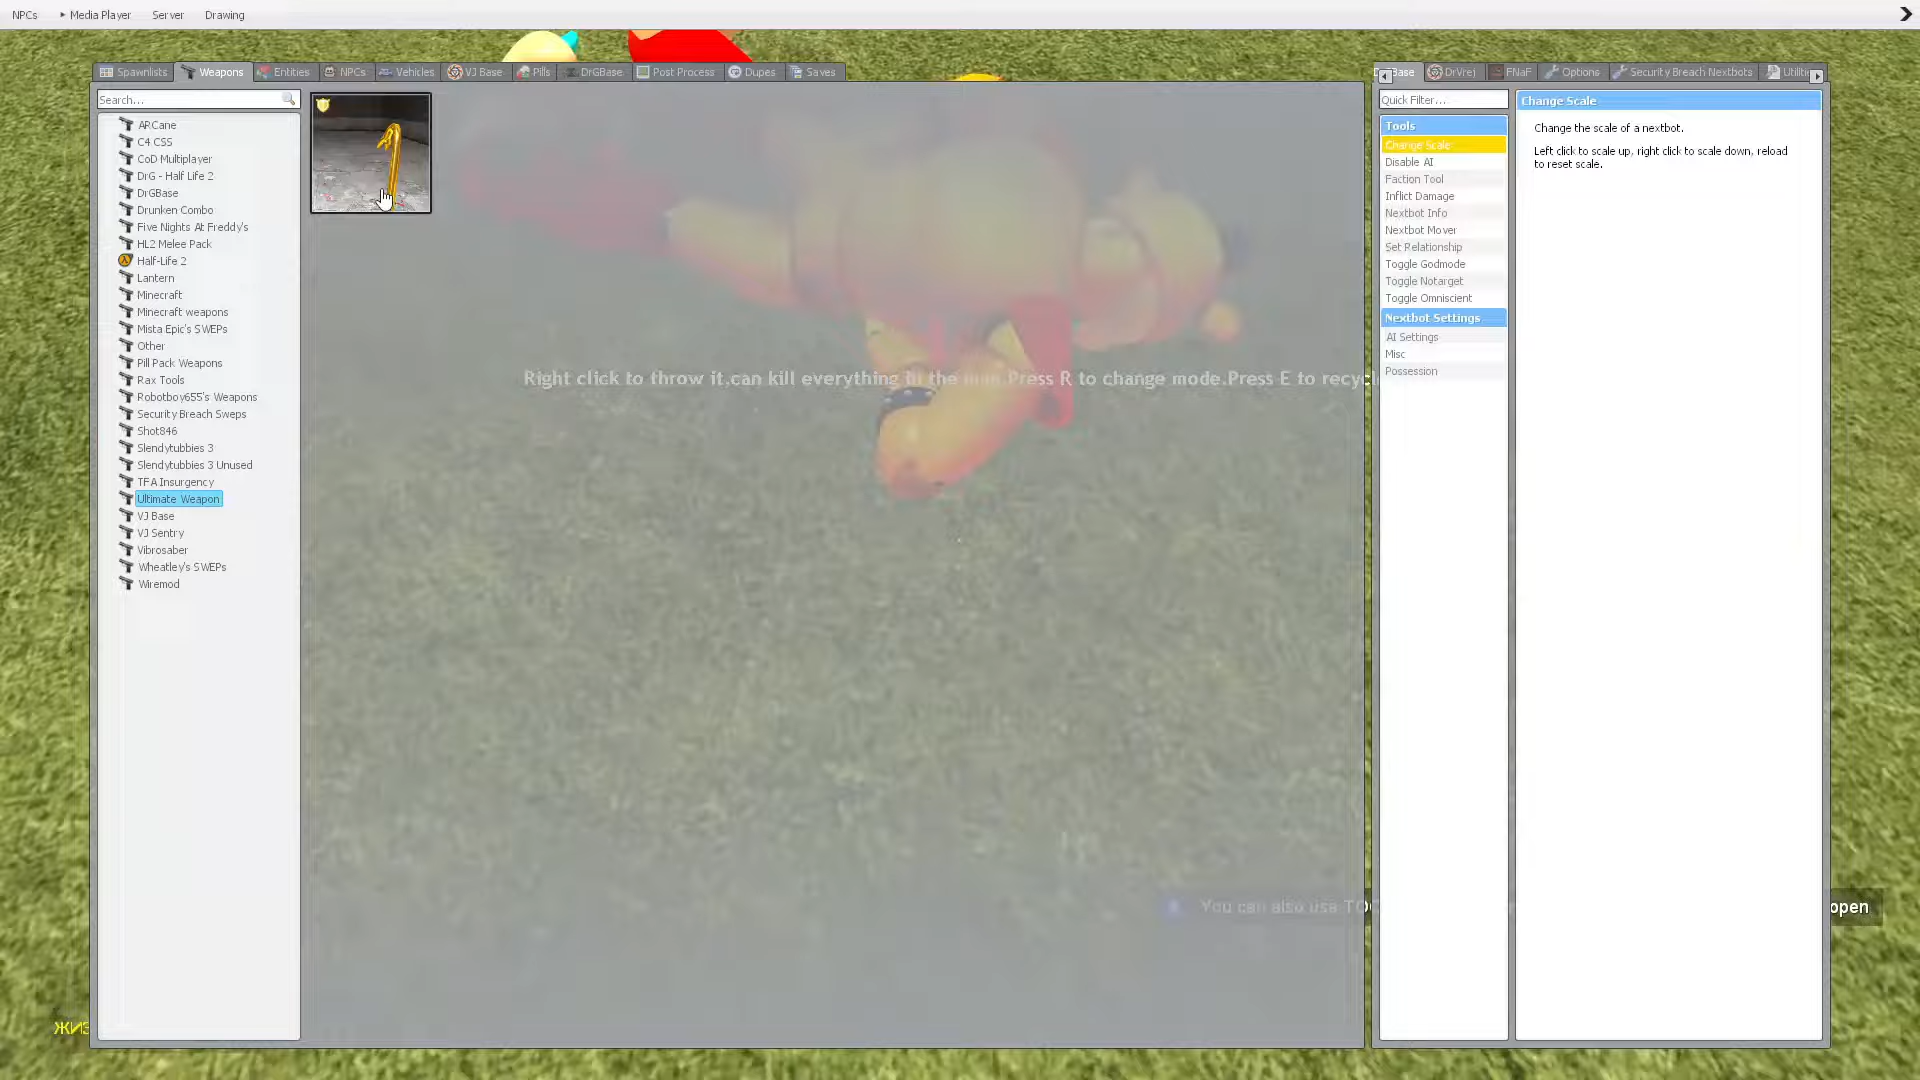 NPCs
Media Player
Server
Drawing
Spawnlists
Weapons
Entities
NPCs
Vehicles
VJ Base
Pills
DrGBase
Post Process
Dupes
Saves
Search...
ARCane
C4 CSS
CoD Multiplayer
DrG - Half Life 2
DrGBase
Drunken Combo
Five Nights At Freddy's
HL2 Melee Pack
Half-Life 2
Lantern
Minecraft
Minecraft weapons
Mista Epic's SWEPs
Other
Pill Pack Weapons
Rax Tools
Robotboy655's Weapons
Security Breach Sweps
Shot846
Slendytubbies 3
Slendytubbies 3 Unused
TFA Insurgency
Ultimate Weapon
VJ Base
VJ Sentry
Vibrosaber
Wheatley's SWEPs
Wiremod
Right click to throw it,can kill everything in the map.Press R to change mode.Press E to recycl
You can also use TO
open
ЖИЗ
Base
DrVrej
FNaF
Options
Security Breach Nextbots
Utiliti
Quick Filter...
Tools
Change Scale
Disable AI
Faction Tool
Inflict Damage
Nextbot Info
Nextbot Mover
Set Relationship
Toggle Godmode
Toggle Notarget
Toggle Omniscient
Nextbot Settings
AI Settings
Misc
Possession
Change Scale
Change the scale of a nextbot.
Left click to scale up, right click to scale down, reload
to reset scale.